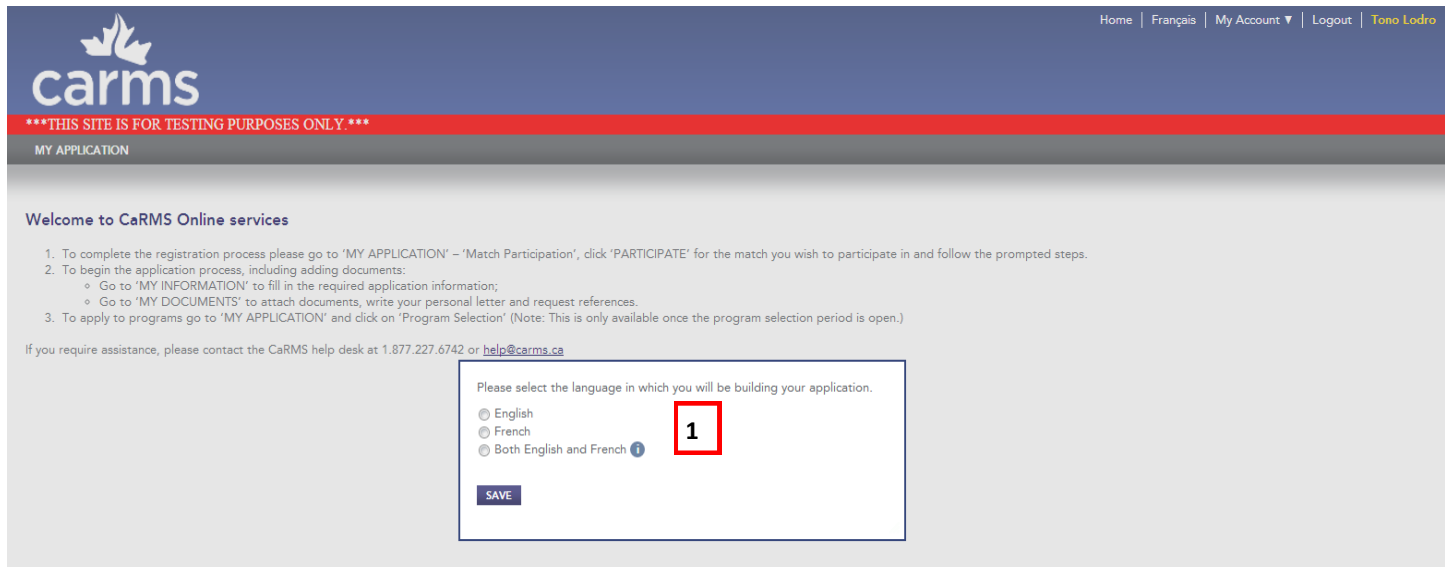 Home | Français | My Account ▼ | Logout | Tono Lodro
carms
***THIS SITE IS FOR TESTING PURPOSES ONLY.***
MY APPLICATION
Welcome to CaRMS Online services
1. To complete the registration process please go to 'MY APPLICATION' – 'Match Participation', click 'PARTICIPATE' for the match you wish to participate in and follow the prompted steps.
2. To begin the application process, including adding documents:
◦ Go to 'MY INFORMATION' to fill in the required application information;
◦ Go to 'MY DOCUMENTS' to attach documents, write your personal letter and request references.
3. To apply to programs go to 'MY APPLICATION' and click on 'Program Selection' (Note: This is only available once the program selection period is open.)
If you require assistance, please contact the CaRMS help desk at 1.877.227.6742 or help@carms.ca
Please select the language in which you will be building your application.
English
French
Both English and French i
1
SAVE